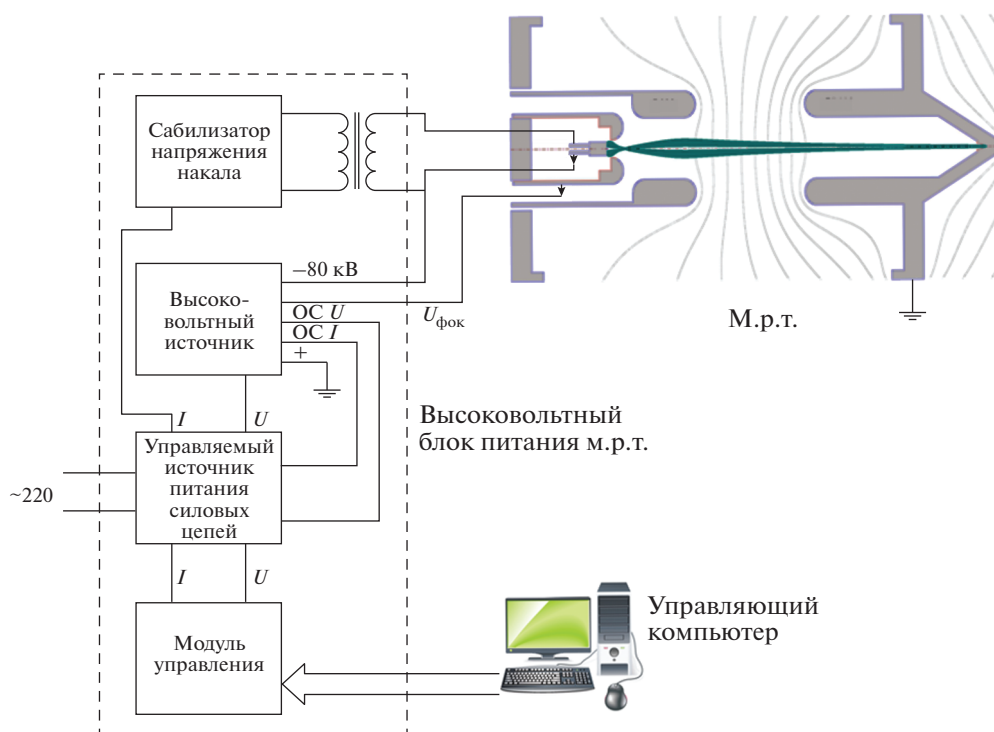 Сабилизатор
напряжения
накала
−80 кВ
Высоко-
вольтный
источник
ОС U
ОС I
+
Uфок
М.р.т.
I
U
Высоковольтный
блок питания м.р.т.
Управляемый
источник
питания
силовых
цепей
~220
I
U
Модуль
управления
Управляющий
компьютер